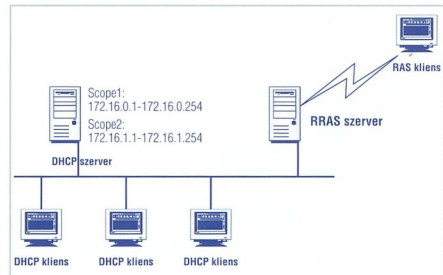 RAS kliens
Scope1:
172.16.0.1-172.16.0.254
Scope2:
172.16.1.1-172.16.1.254
RRAS szerver
DHCP szerver
DHCP kliens
DHCP kliens
DHCP kliens